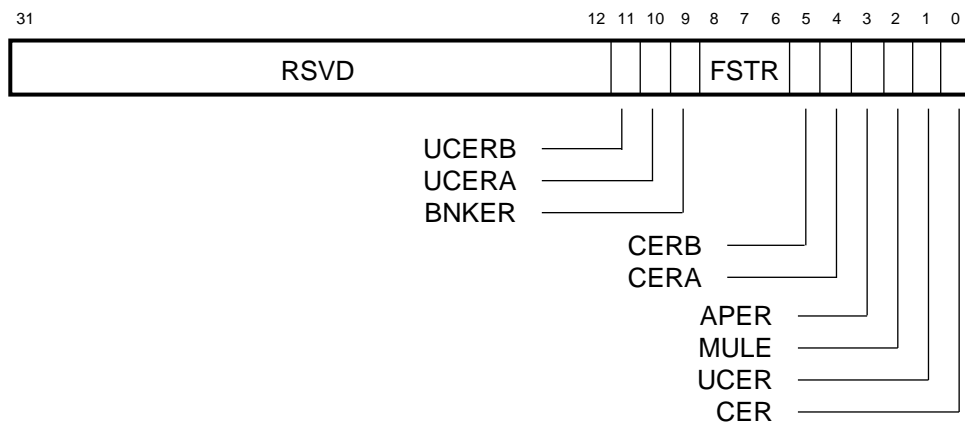 31 12 11 10 9 8 7 6 5 4 3 2 1 0
RSVD FSTR
UCERB
UCERA
BNKER
CERB
CERA
APER
MULE
UCER
CER